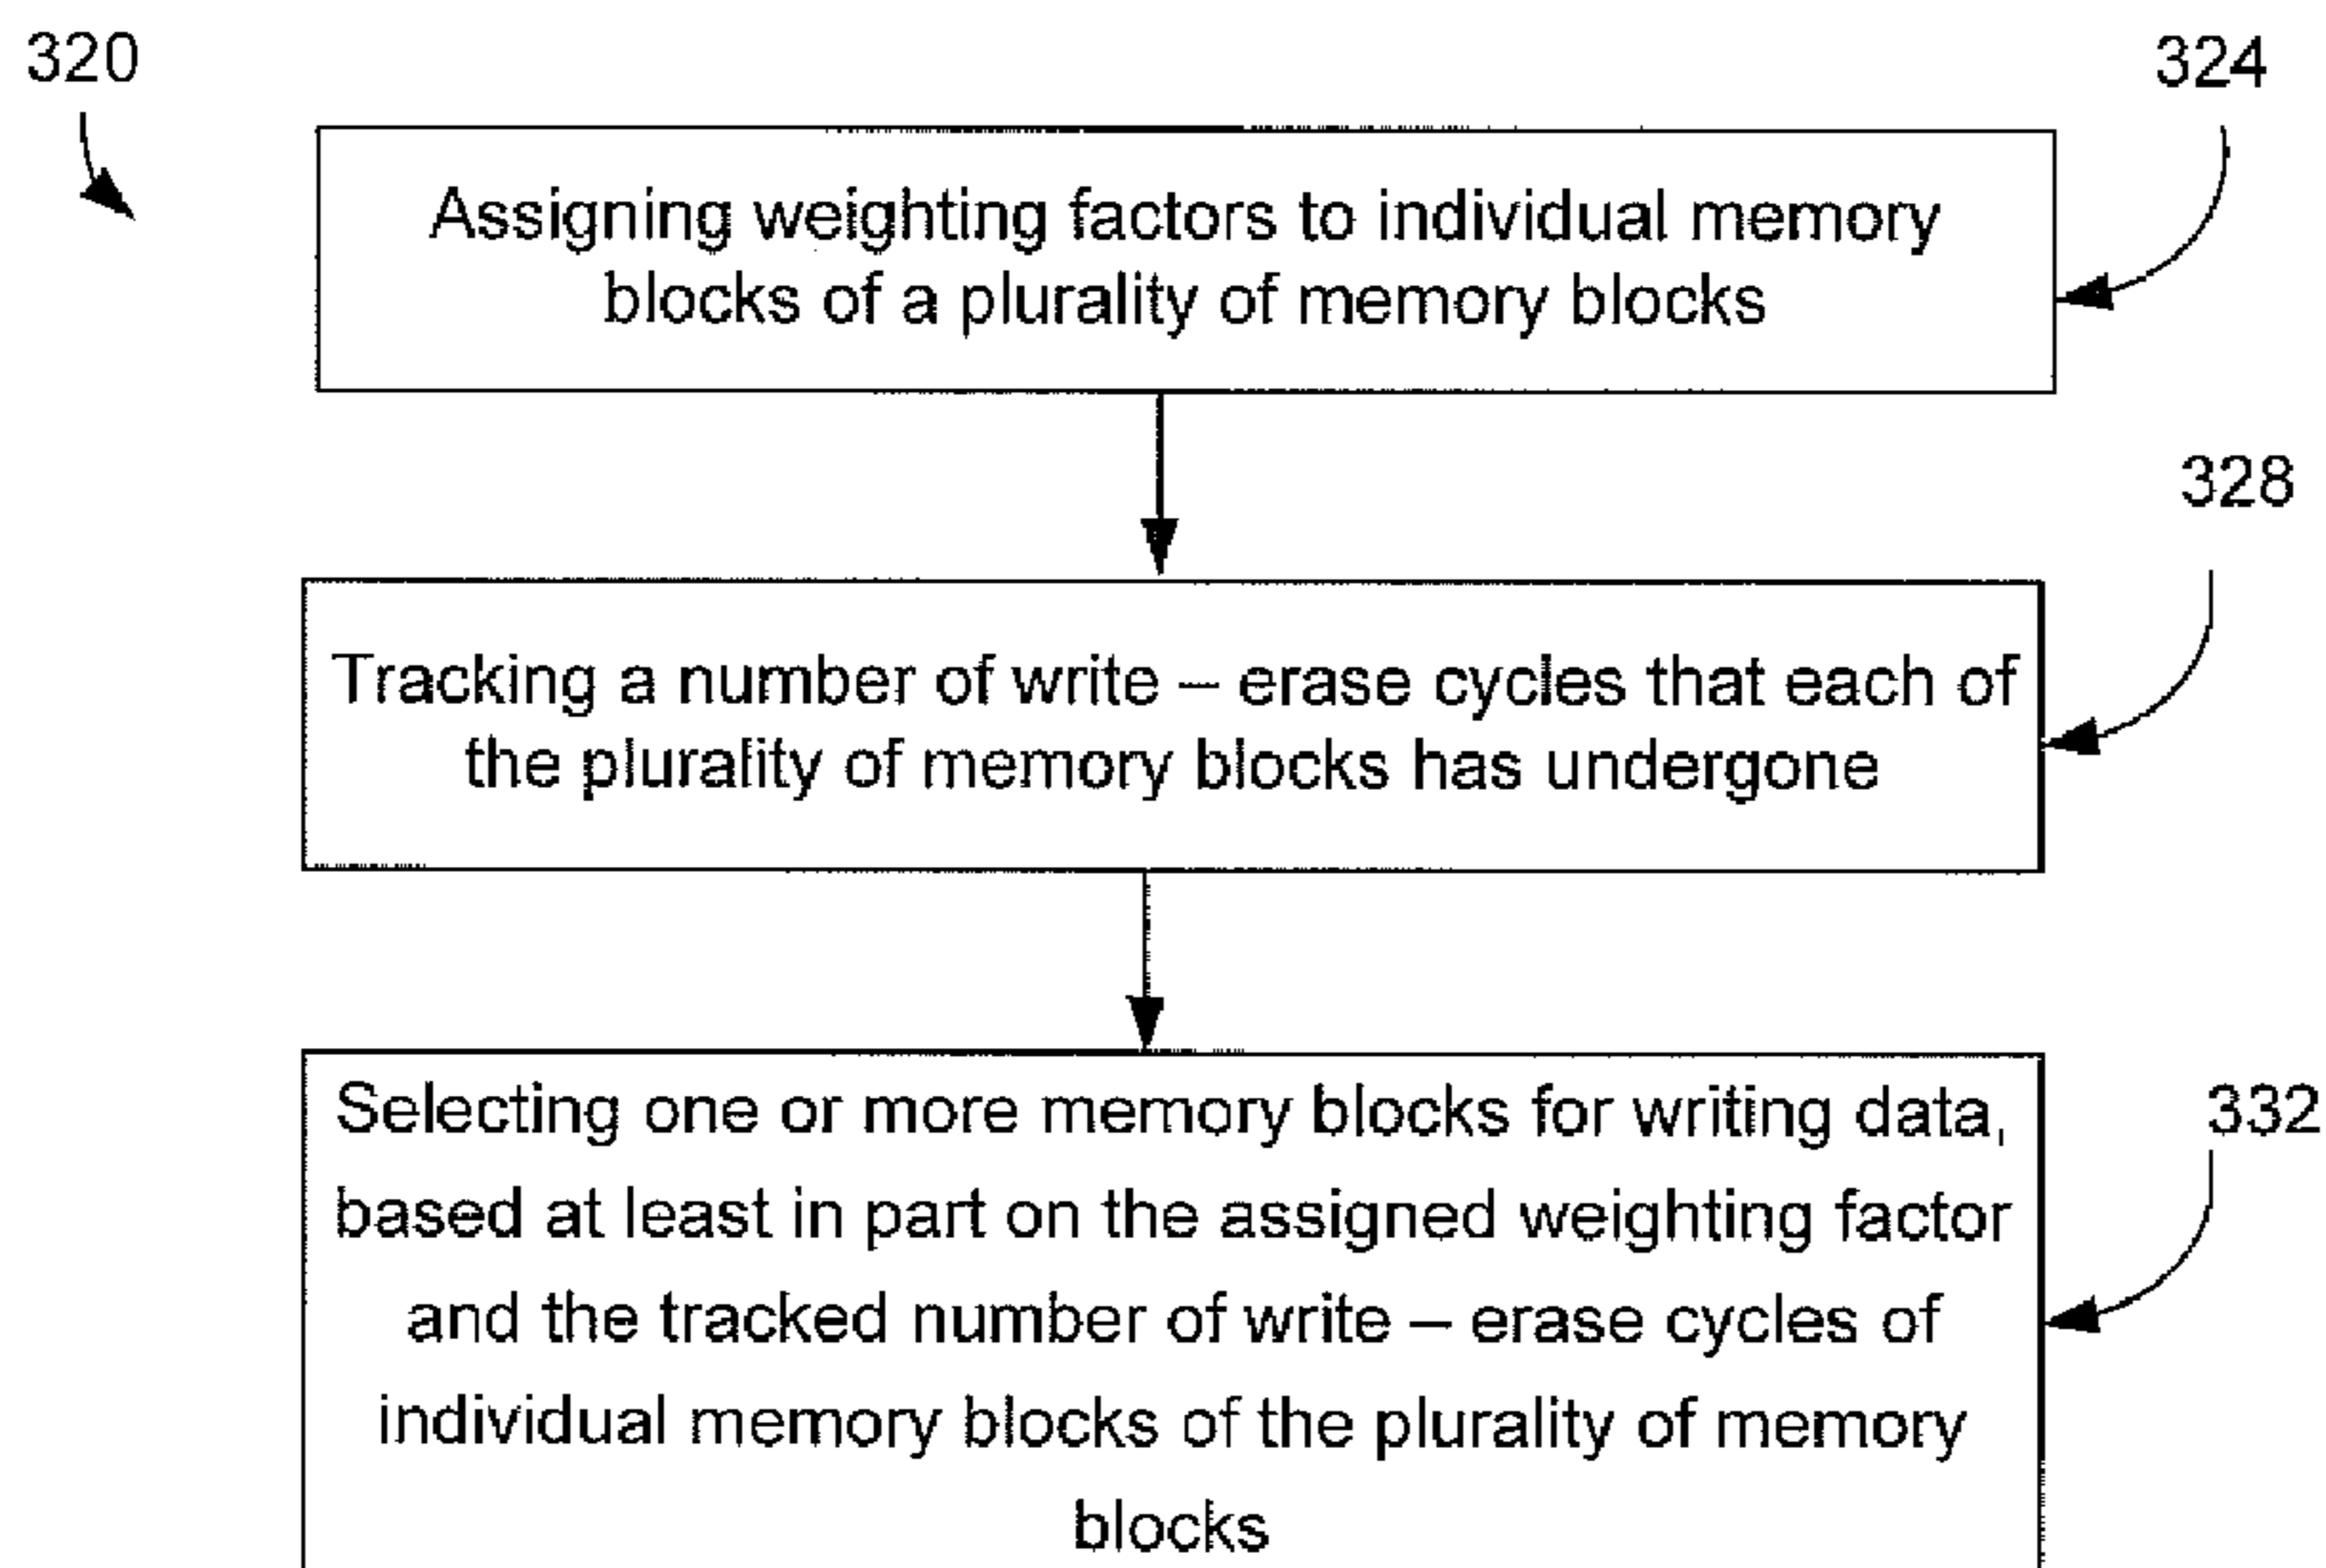 320
324
Assigning weighting factors to individual memory
blocks of a plurality of memory blocks
328
Tracking a number of write – erase cycles that each of
the plurality of memory blocks has undergone
332
Selecting one or more memory blocks for writing data,
based at least in part on the assigned weighting factor
and the tracked number of write – erase cycles of
individual memory blocks of the plurality of memory
blocks